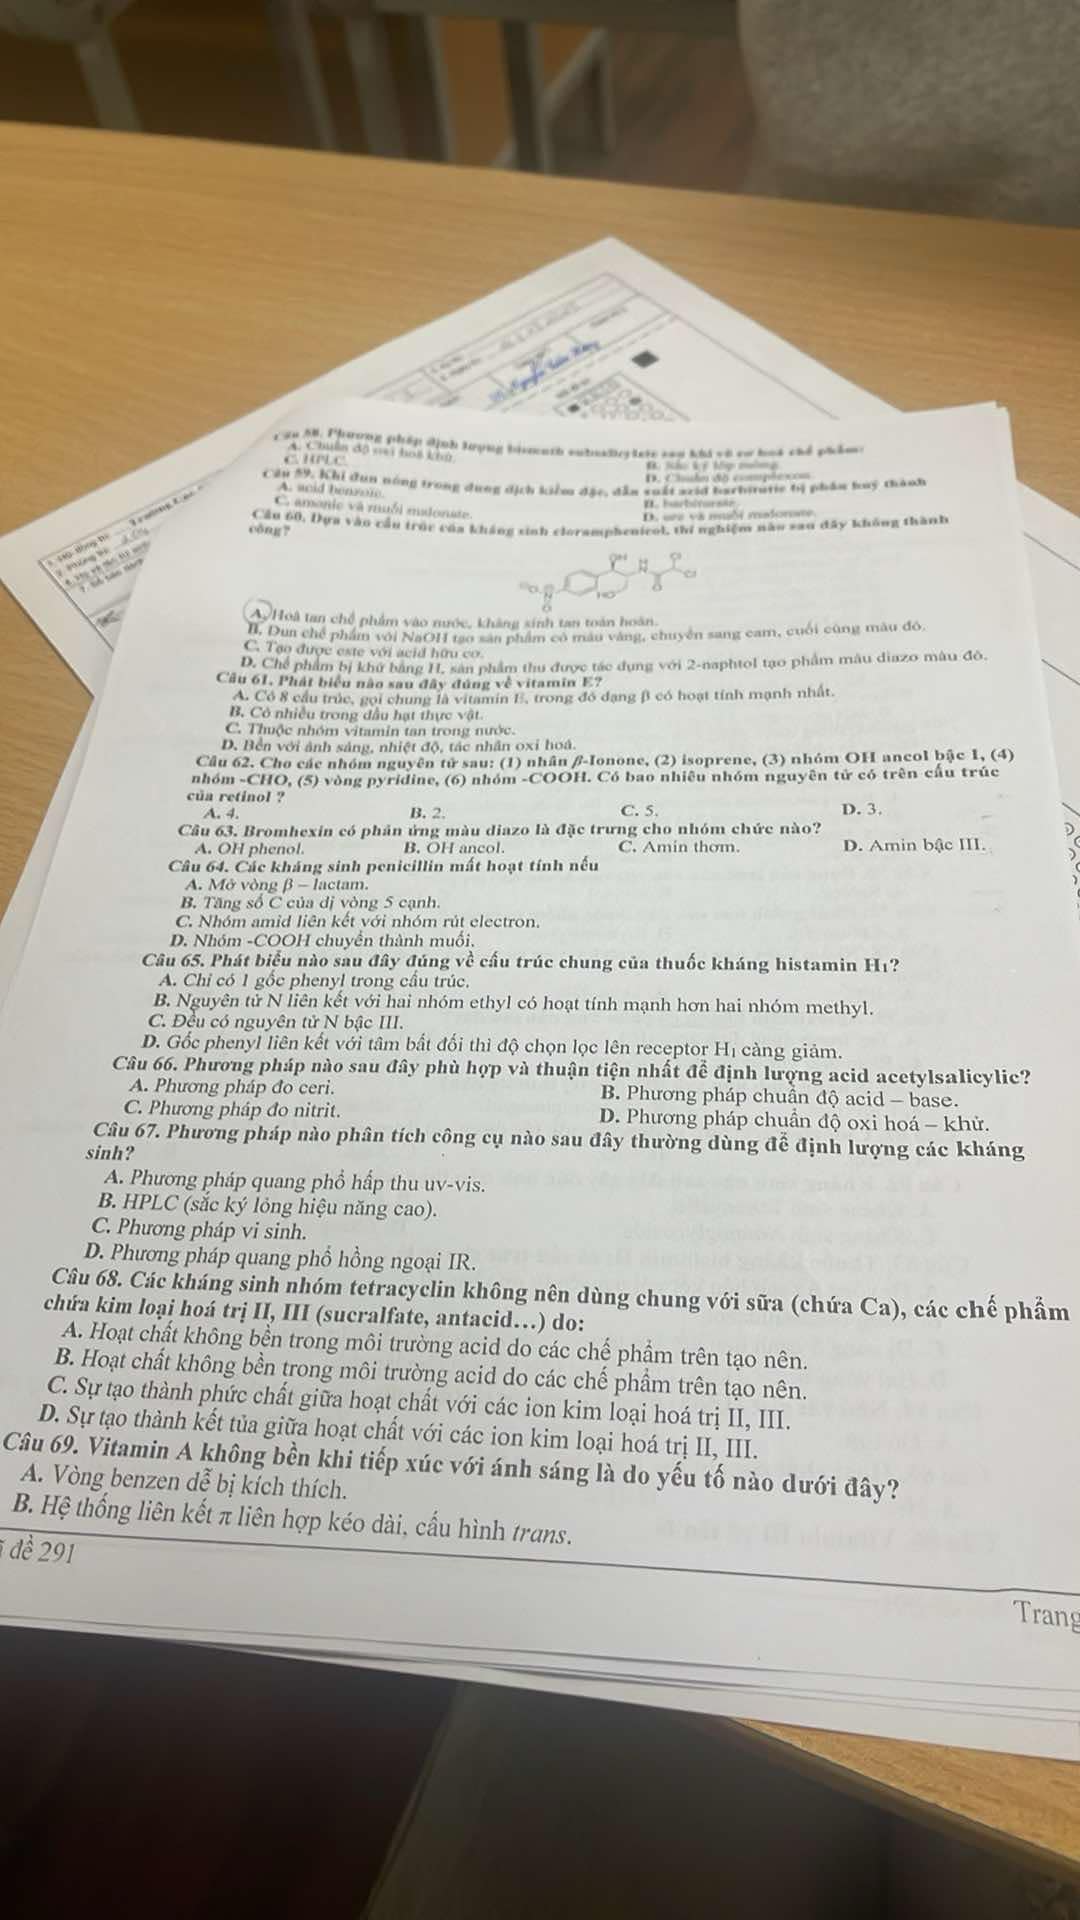 Câu 58. Phương pháp định lượng bismuth subsalicylate sau khi vô cơ hoá chế phẩm:
A. Chuẩn độ oxi hoá khử.
B. Sắc ký lớp mỏng.
C. HPLC.
D. Chuẩn độ complexon.
Câu 59. Khi đun nóng trong dung dịch kiềm đặc, dẫn xuất acid barbituric bị phân huỷ thành
A. acid benzoic.
B. barbiturate.
C. amonic và muối malonate.
D. ure và muối malonate.
Câu 60. Dựa vào cấu trúc của kháng sinh cloramphenicol, thí nghiệm nào sau đây không thành
công?
OH
H
N
HO
A. Hoà tan chế phẩm vào nước, kháng sinh tan toàn hoàn.
B. Đun chế phẩm với NaOH tạo sản phẩm có màu vàng, chuyển sang cam, cuối cùng màu đỏ.
C. Tạo được este với acid hữu cơ.
D. Chế phẩm bị khử bằng H, sản phẩm thu được tác dụng với 2-naphtol tạo phẩm màu diazo màu đỏ.
Câu 61. Phát biểu nào sau đây đúng về vitamin E?
A. Có 8 cấu trúc, gọi chung là vitamin E, trong đó dạng β có hoạt tính mạnh nhất.
B. Có nhiều trong dầu hạt thực vật.
C. Thuộc nhóm vitamin tan trong nước.
D. Bền với ánh sáng, nhiệt độ, tác nhân oxi hoá.
Câu 62. Cho các nhóm nguyên tử sau: (1) nhân β-Ionone, (2) isoprene, (3) nhóm OH ancol bậc 1, (4)
nhóm -CHO, (5) vòng pyridine, (6) nhóm -COOH. Có bao nhiêu nhóm nguyên tử có trên cấu trúc
của retinol ?
A. 4. B. 2. C. 5. D. 3.
Câu 63. Bromhexin có phản ứng màu diazo là đặc trưng cho nhóm chức nào?
A. OH phenol. B. OH ancol. C. Amin thơm. D. Amin bậc III.
Câu 64. Các kháng sinh penicillin mất hoạt tính nếu
A. Mở vòng β – lactam.
B. Tăng số C của dị vòng 5 cạnh.
C. Nhóm amid liên kết với nhóm rút electron.
D. Nhóm -COOH chuyển thành muối.
Câu 65. Phát biểu nào sau đây đúng về cấu trúc chung của thuốc kháng histamin H₁?
A. Chỉ có 1 gốc phenyl trong cấu trúc.
B. Nguyên tử N liên kết với hai nhóm ethyl có hoạt tính mạnh hơn hai nhóm methyl.
C. Đều có nguyên tử N bậc III.
D. Gốc phenyl liên kết với tâm bất đối thì độ chọn lọc lên receptor H₁ càng giảm.
Câu 66. Phương pháp nào sau đây phù hợp và thuận tiện nhất để định lượng acid acetylsalicylic?
A. Phương pháp đo ceri. B. Phương pháp chuẩn độ acid – base.
C. Phương pháp đo nitrit. D. Phương pháp chuẩn độ oxi hoá – khử.
Câu 67. Phương pháp nào phân tích công cụ nào sau đây thường dùng để định lượng các kháng
sinh?
A. Phương pháp quang phổ hấp thu uv-vis.
B. HPLC (sắc ký lỏng hiệu năng cao).
C. Phương pháp vi sinh.
D. Phương pháp quang phổ hồng ngoại IR.
Câu 68. Các kháng sinh nhóm tetracyclin không nên dùng chung với sữa (chứa Ca), các chế phẩm
chứa kim loại hoá trị II, III (sucralfate, antacid…) do:
A. Hoạt chất không bền trong môi trường acid do các chế phẩm trên tạo nên.
B. Hoạt chất không bền trong môi trường acid do các chế phẩm trên tạo nên.
C. Sự tạo thành phức chất giữa hoạt chất với các ion kim loại hoá trị II, III.
D. Sự tạo thành kết tủa giữa hoạt chất với các ion kim loại hoá trị II, III.
Câu 69. Vitamin A không bền khi tiếp xúc với ánh sáng là do yếu tố nào dưới đây?
A. Vòng benzen dễ bị kích thích.
B. Hệ thống liên kết π liên hợp kéo dài, cấu hình trans.
đề 291
Trang